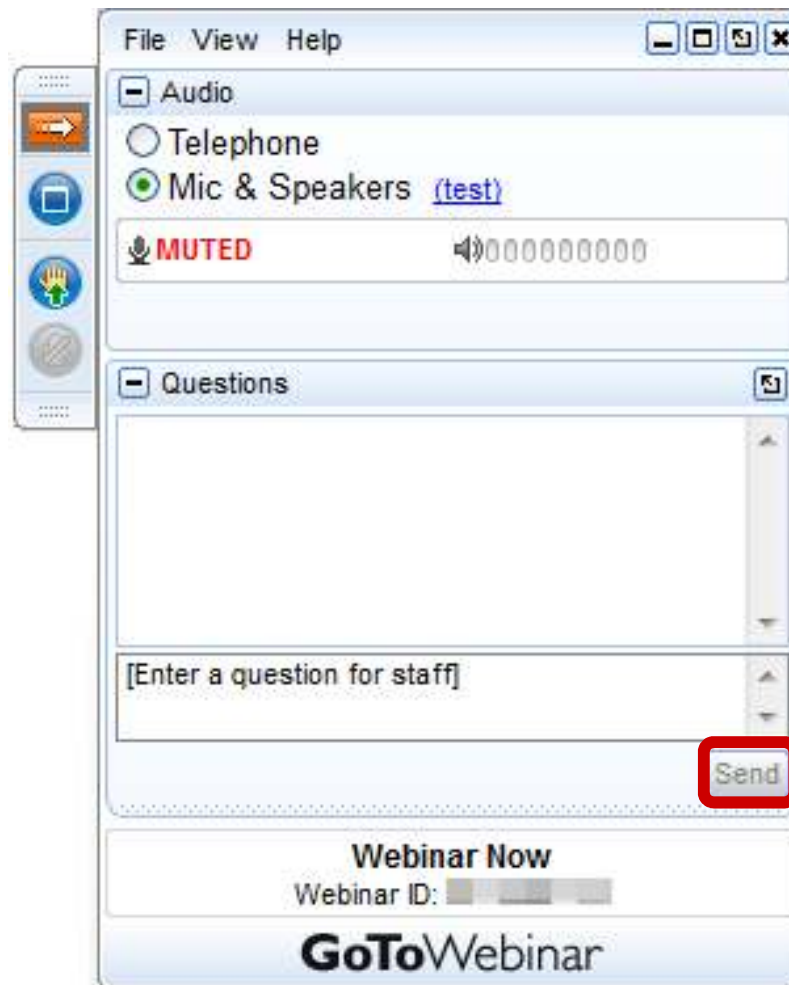 File View Help
Audio
Telephone
Mic & Speakers (test)
MUTED
Questions
[Enter a question for staff]
Send
Webinar Now
Webinar ID:
GoToWebinar